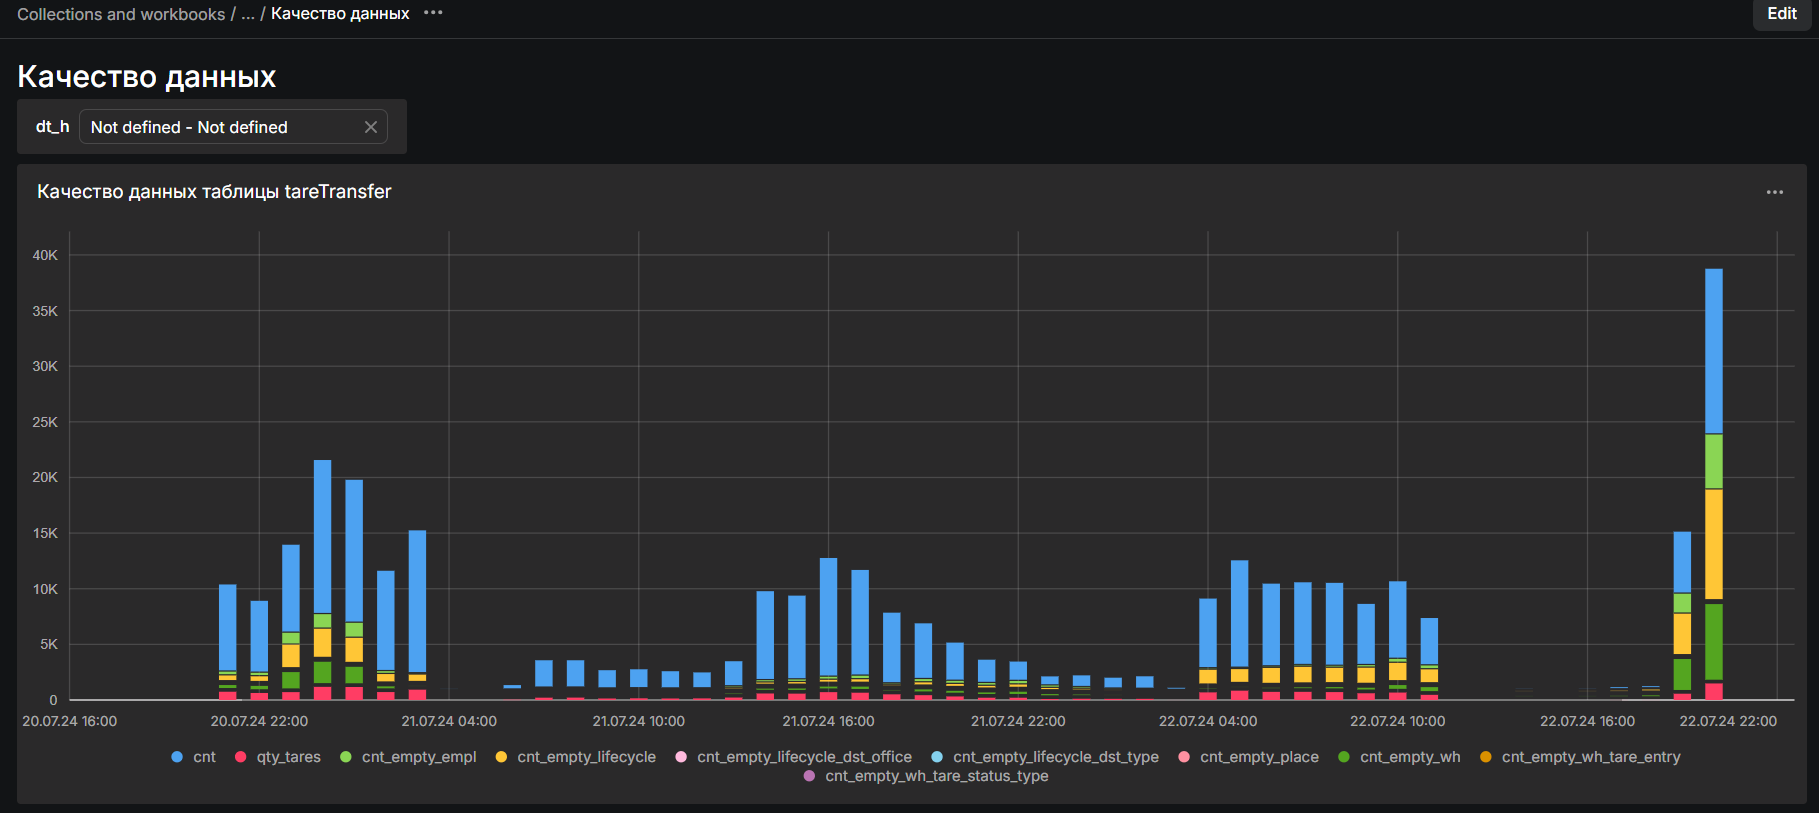 Collections and workbooks / ... / Качество данных ···
Edit
Качество данных
dt_h Not defined - Not defined
Качество данных таблицы tareTransfer
40K
35K
30K
25K
20K
15K
10K
5K
0
20.07.24 16:00 20.07.24 22:00 21.07.24 04:00 21.07.24 10:00 21.07.24 16:00 21.07.24 22:00 22.07.24 04:00 22.07.24 10:00 22.07.24 16:00 22.07.24 22:00
cnt qty_tares cnt_empty_empl cnt_empty_lifecycle cnt_empty_lifecycle_dst_office cnt_empty_lifecycle_dst_type cnt_empty_place cnt_empty_wh cnt_empty_wh_tare_entry
cnt_empty_wh_tare_status_type